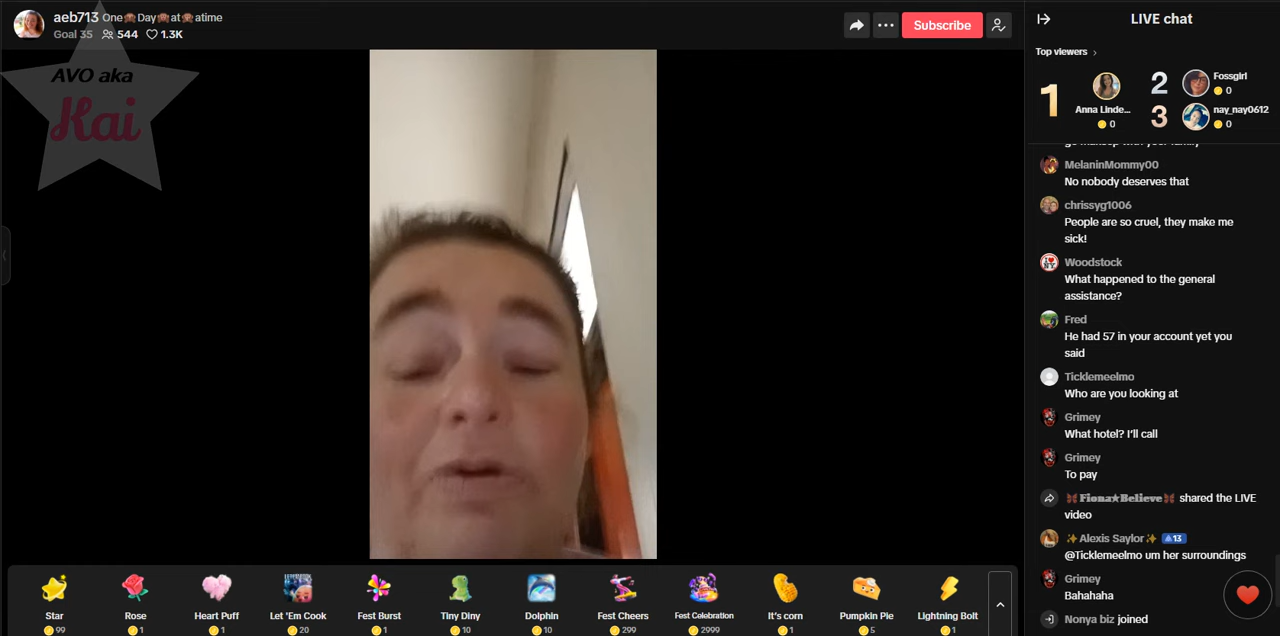 aeb713 One Day at atime
Goal 35 544 1.3K
AVO aka
Kai
Subscribe
LIVE chat
Top viewers
1
Anna Linde...
0
2
Fossgirl
0
3
nay_nay0612
0
MelaninMommy00
No nobody deserves that
chrissyg1006
People are so cruel, they make me
sick!
Woodstock
What happened to the general
assistance?
Fred
He had 57 in your account yet you
said
Ticklemeelmo
Who are you looking at
Grimey
What hotel? I'll call
Grimey
To pay
Fiona★Believe shared the LIVE
video
✨Alexis Saylor✨ 13
@Ticklemeelmo um her surroundings
Grimey
Bahahaha
Nonya biz joined
Star
99
Rose
1
Heart Puff
1
Let 'Em Cook
20
Fest Burst
1
Tiny Diny
10
Dolphin
10
Fest Cheers
299
Fest Celebration
2999
It's corn
1
Pumpkin Pie
5
Lightning Bolt
1